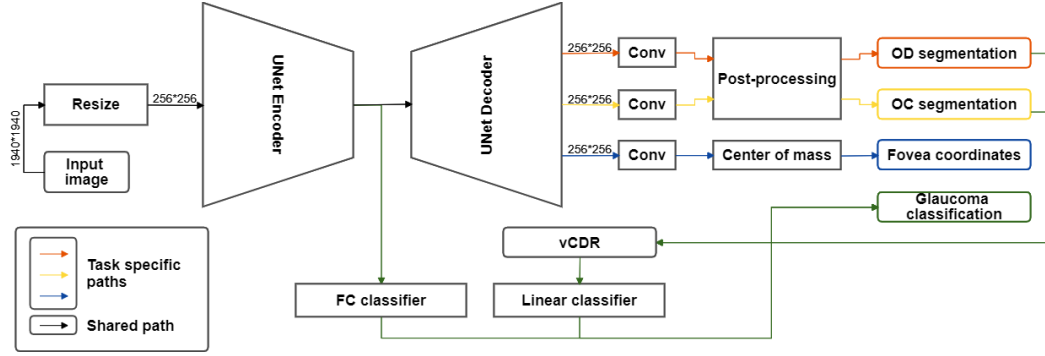 1940*1940
Input
image
Resize
256*256
UNet Encoder
UNet Decoder
256*256
Conv
256*256
Conv
256*256
Conv
Post-processing
Center of mass
OD segmentation
OC segmentation
Fovea coordinates
Glaucoma
classification
vCDR
FC classifier
Linear classifier
Task specific
paths
Shared path